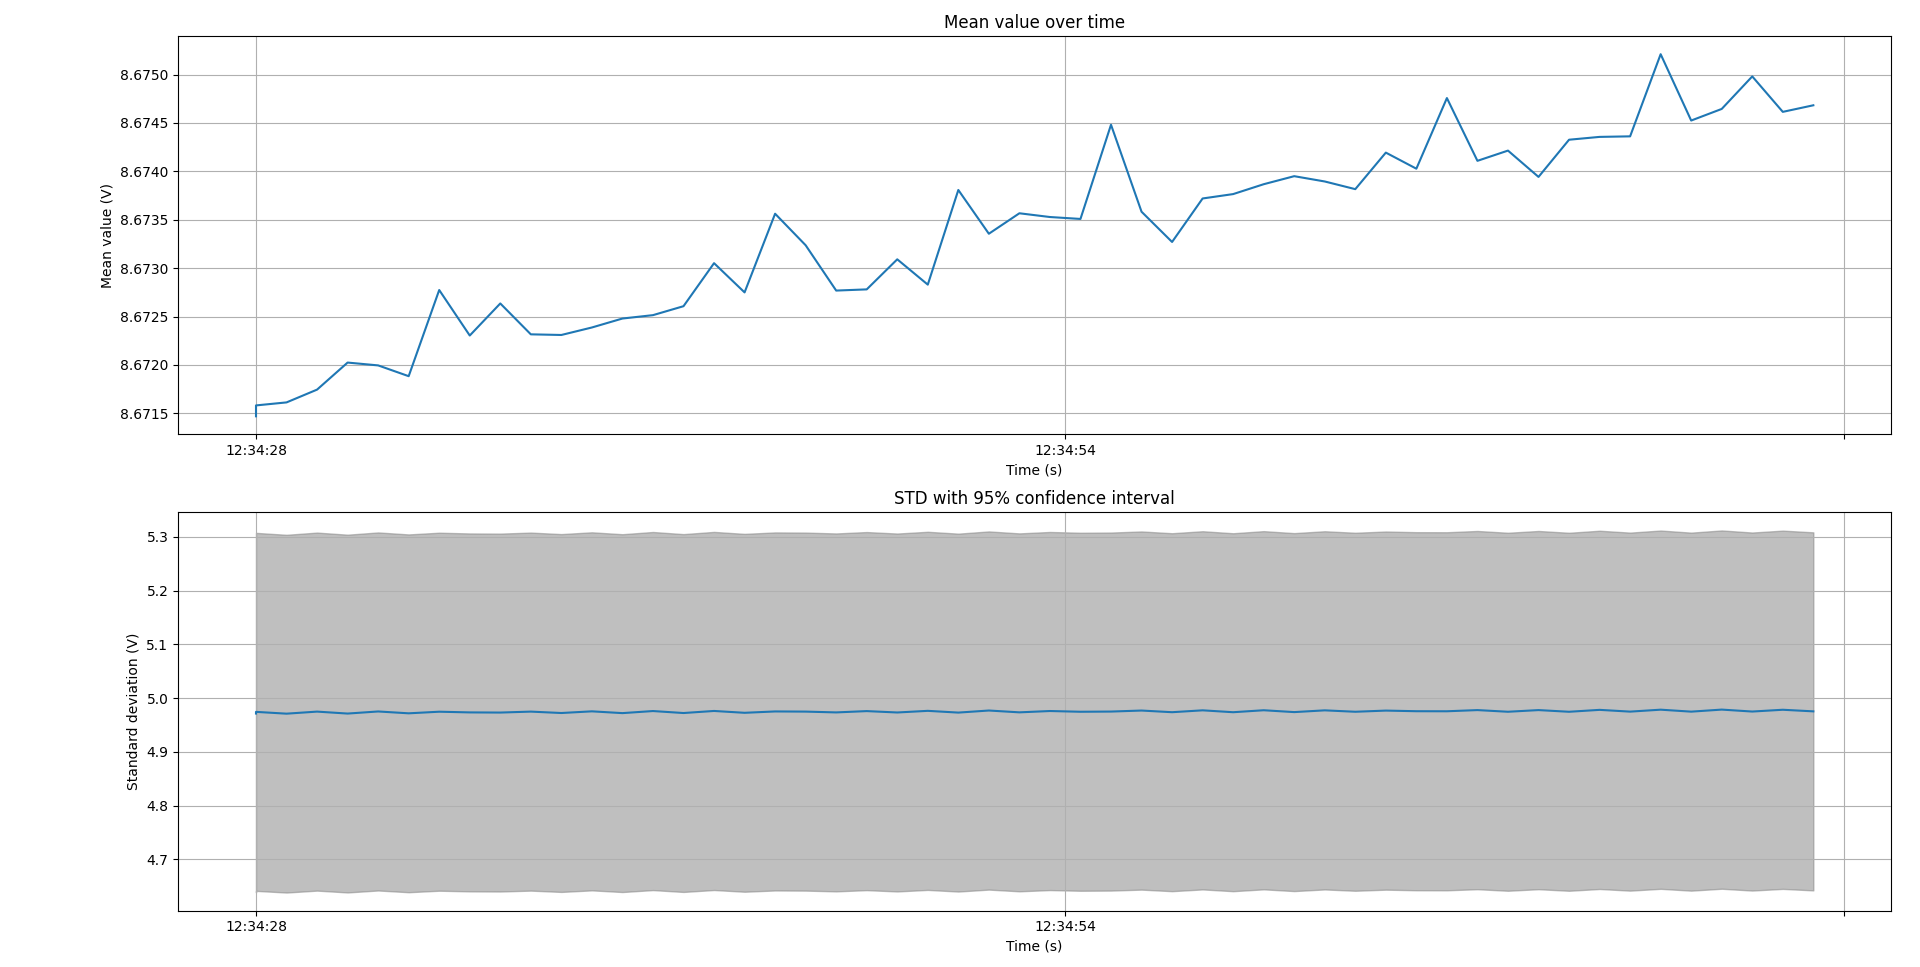 Mean value over time
8.6750
8.6745
8.6740
8.6735
8.6730
8.6725
8.6720
8.6715
Mean value (V)
12:34:28 12:34:54
Time (s)
STD with 95% confidence interval
5.3
5.2
5.1
5.0
4.9
4.8
4.7
Standard deviation (V)
12:34:28 12:34:54
Time (s)